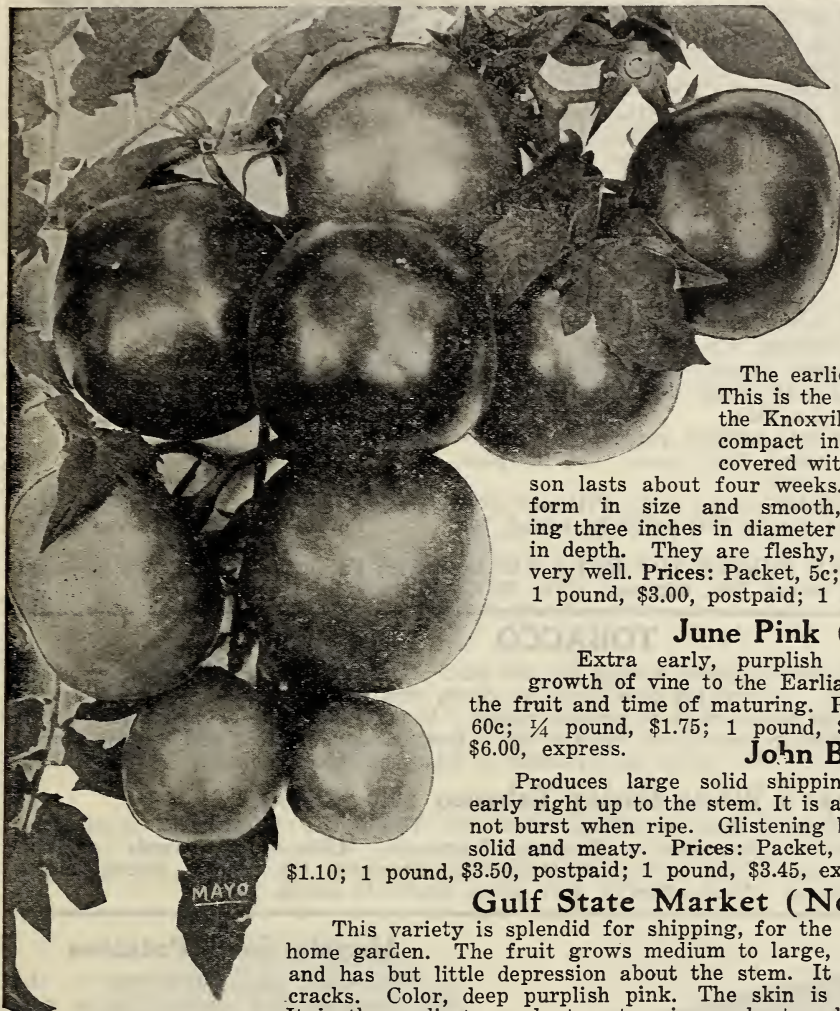 The earli
This is the
the Knoxvil
compact in
covered wit
son lasts about four weeks.
form in size and smooth,
ing three inches in diameter
in depth. They are fleshy,
very well. Prices: Packet, 5c;
1 pound, $3.00, postpaid; 1
June Pink (
Extra early, purplish
growth of vine to the Earlia
the fruit and time of maturing.
60c; ¼ pound, $1.75; 1 pound,
$6.00, express.
John B
Produces large solid shippin
early right up to the stem. It is a
not burst when ripe. Glistening
solid and meaty. Prices: Packet,
$1.10; 1 pound, $3.50, postpaid; 1 pound, $3.45, ex
MAYO
Gulf State Market (No
This variety is splendid for shipping, for the
home garden. The fruit grows medium to large,
and has but little depression about the stem. It
cracks. Color, deep purplish pink. The skin is
TOBACCO